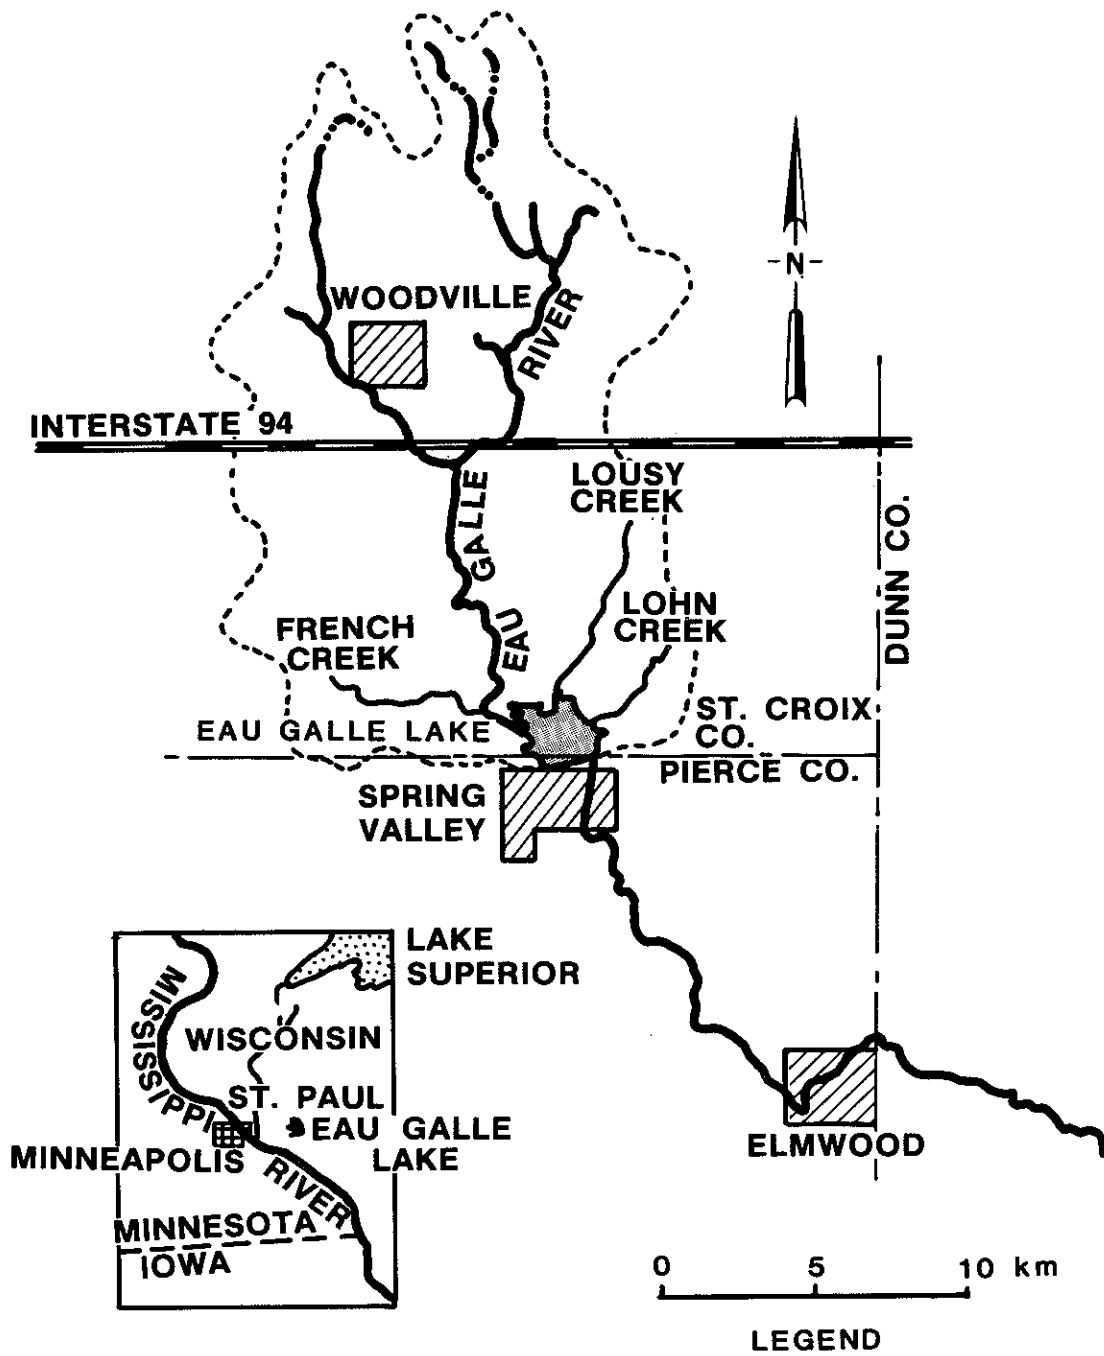 WOODVILLE
RIVER
-N-
INTERSTATE 94
LOUSY
CREEK
GALLE
DUNN CO.
LOHN
CREEK
EAU
FRENCH
CREEK
EAU GALLE LAKE
ST. CROIX
CO.
PIERCE CO.
SPRING
VALLEY
LAKE
SUPERIOR
MISSISSIPPI
WISCONSIN
ST. PAUL
EAU GALLE
LAKE
MINNEAPOLIS
RIVER
ELMWOOD
MINNESOTA
IOWA
0 5 10 km
LEGEND